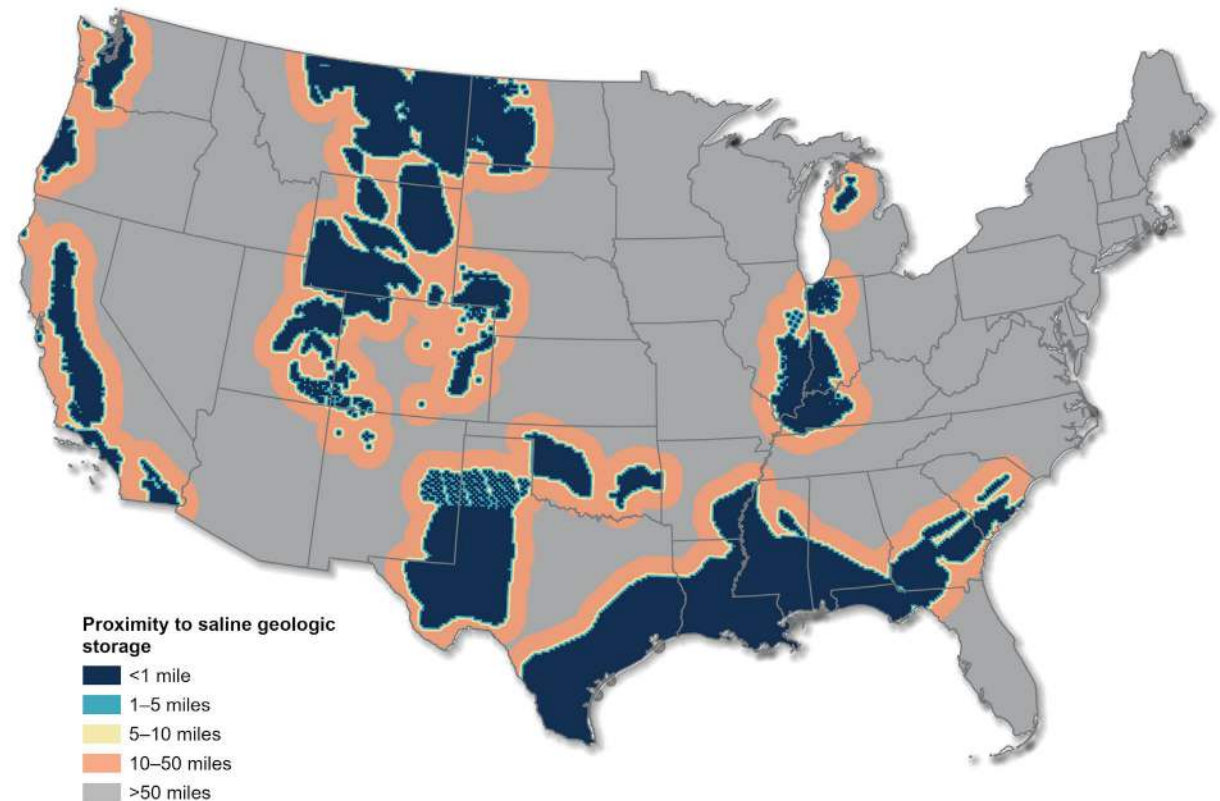 Proximity to saline geologic
storage
<1 mile
1–5 miles
5–10 miles
10–50 miles
>50 miles